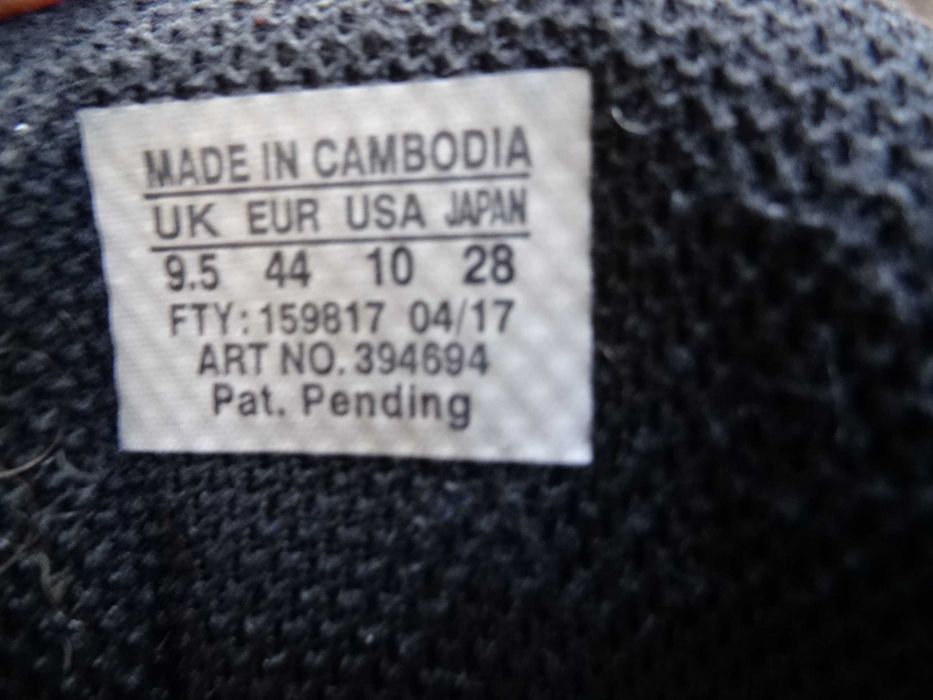 MADE IN CAMBODIA
UK EUR USA JAPAN
9.5 44 10 28
FTY: 159817 04/17
ART NO. 394694
Pat. Pending